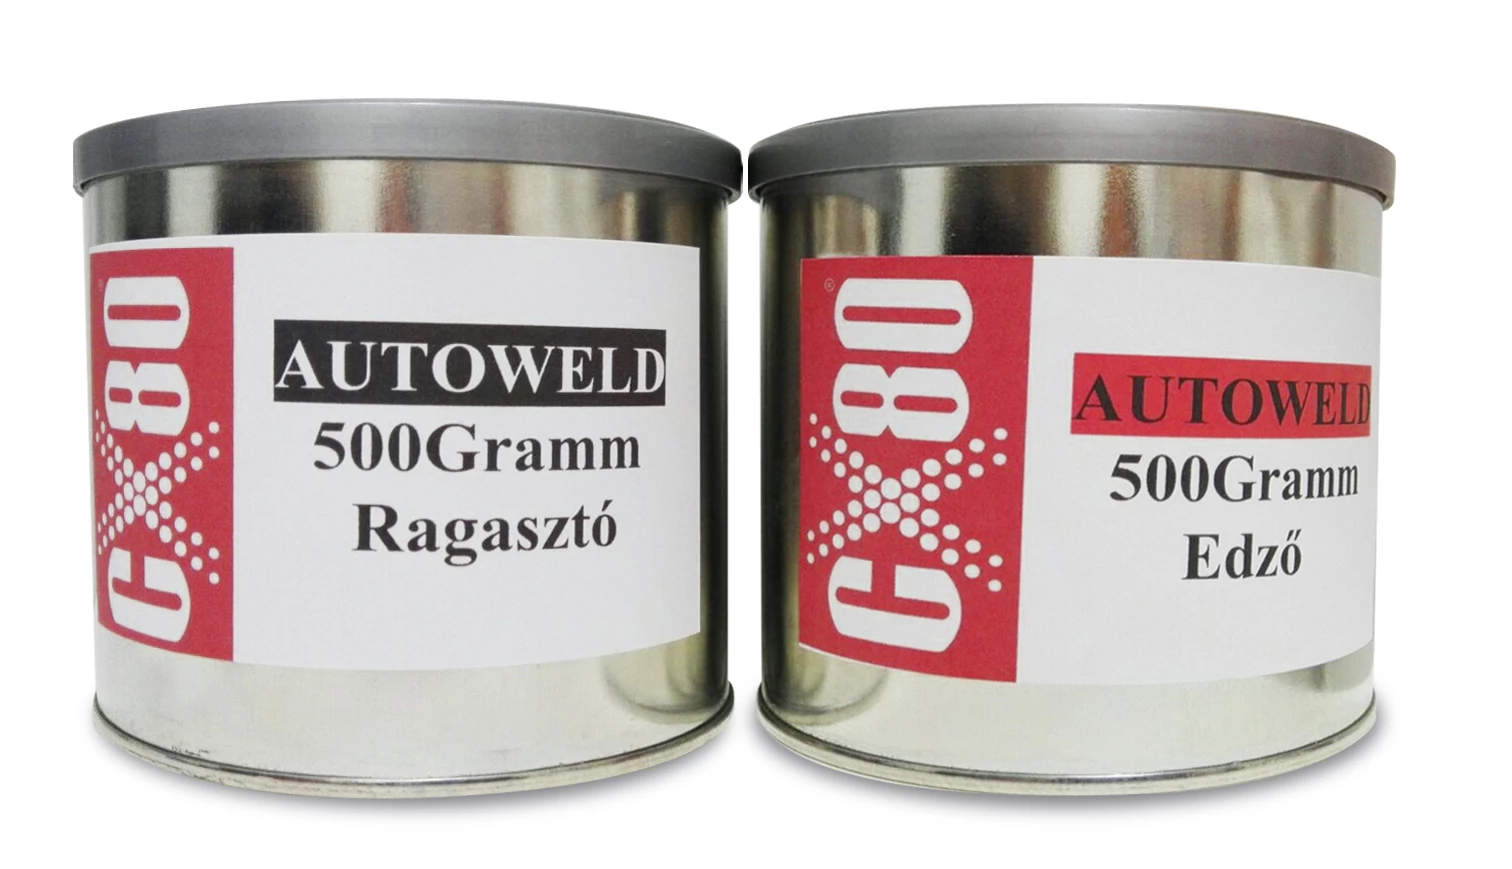 CX80
®
AUTOWELD
500Gramm
Ragasztó
CX80
®
AUTOWELD
500Gramm
Edző